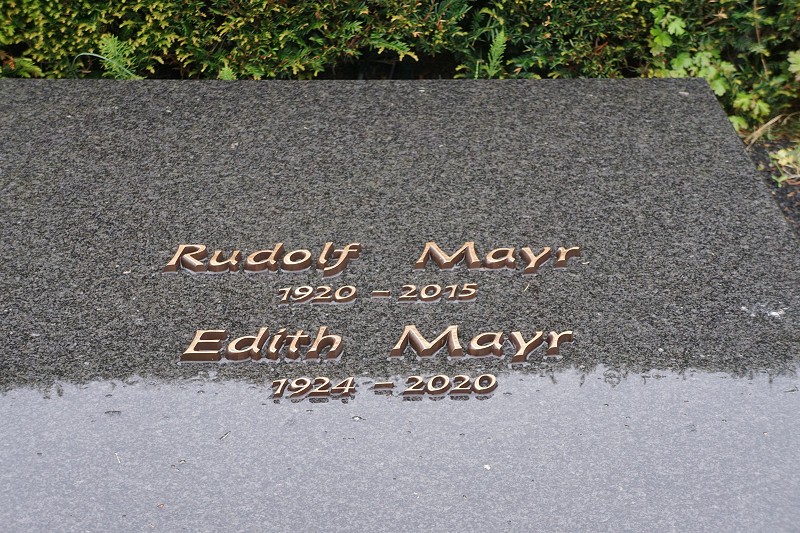 Rudolf Mayr
1920 – 2015
Edith Mayr
1924 – 2020